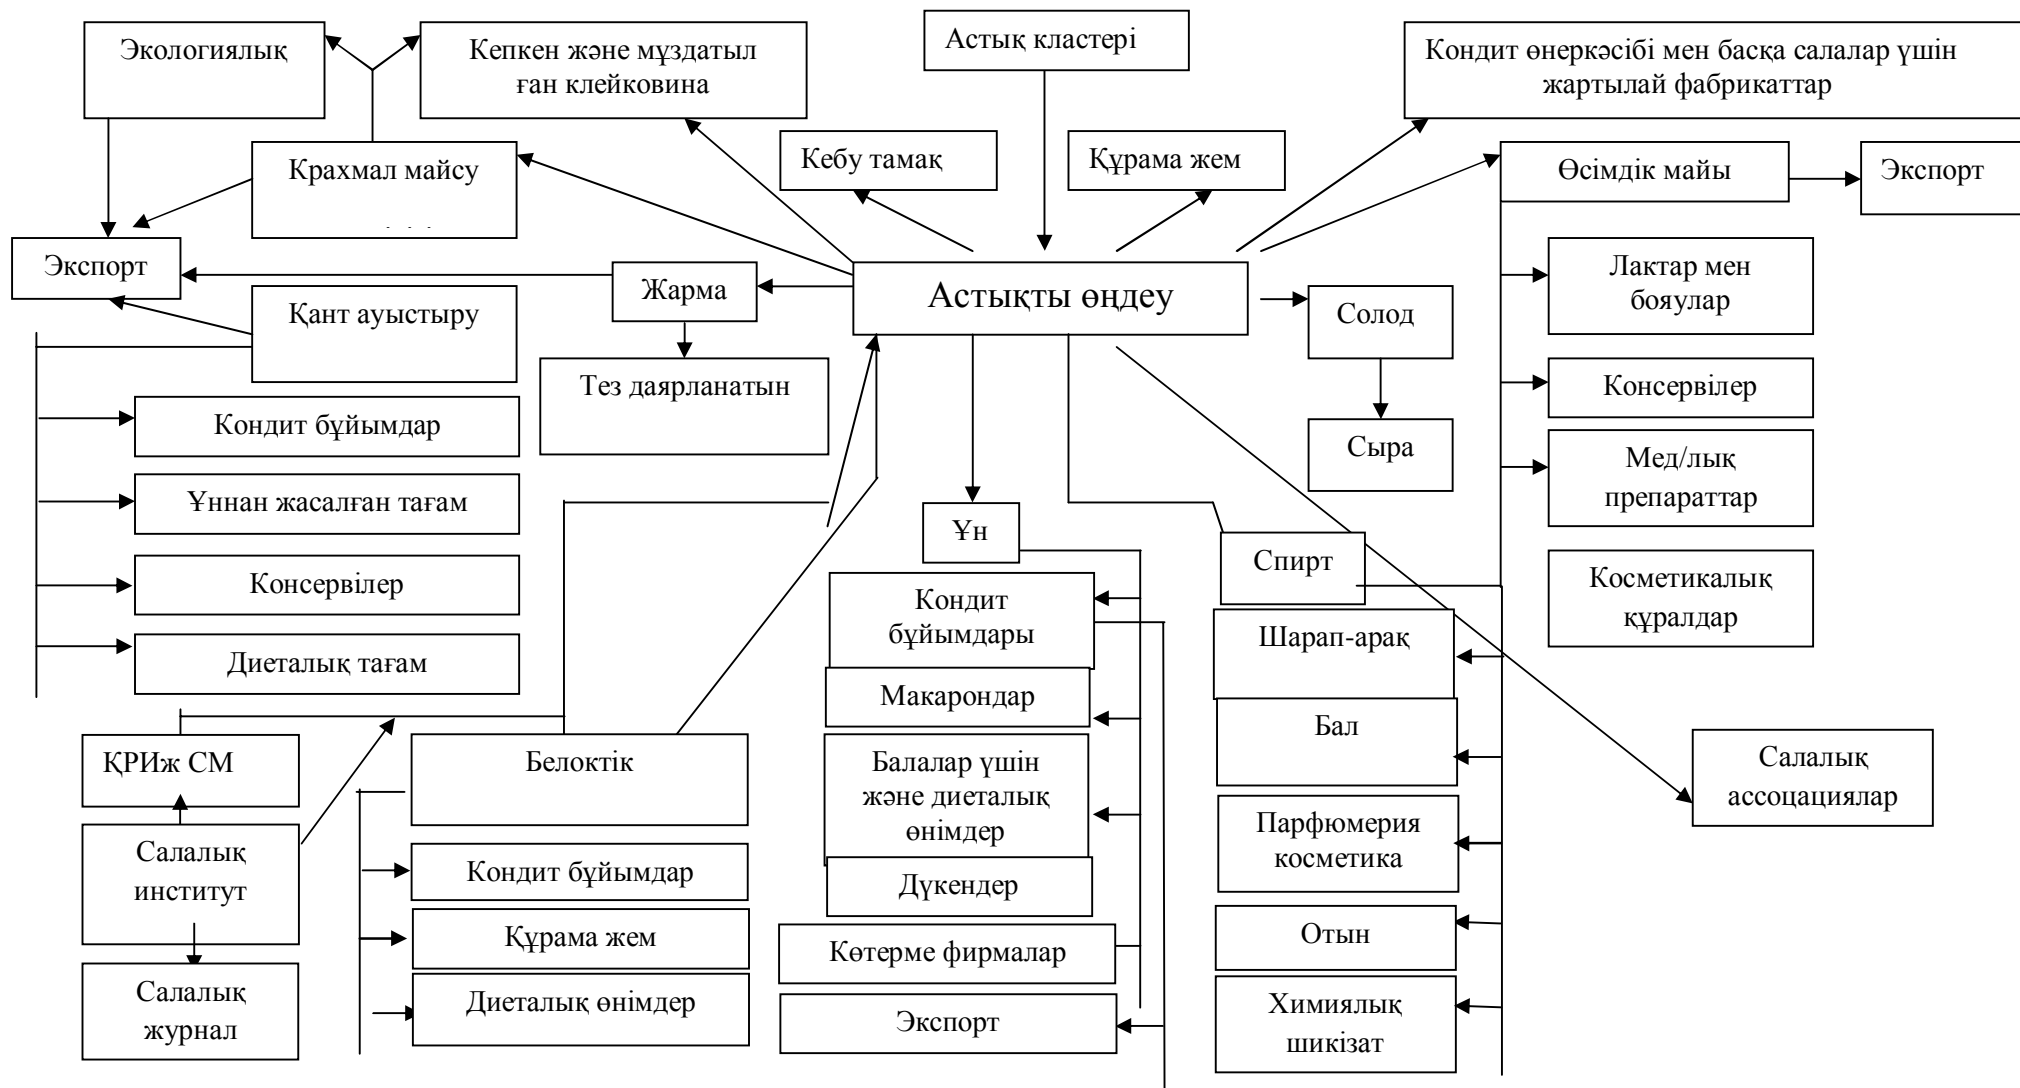 Экологиялық
Кепкен және мұздатыл
ған клейковина
Астық кластері
Кондит өнеркәсібі мен басқа салалар үшін
жартылай фабрикаттар
Крахмал майсу
Кебу тамақ
Құрама жем
Өсімдік майы
Экспорт
Экспорт
Қант ауыстыру
Жарма
Астықты өңдеу
Солод
Лактар мен
бояулар
Тез даярланатын
Консервілер
Кондит бұйымдар
Сыра
Мед/лық
препараттар
Ұннан жасалған тағам
Ұн
Спирт
Консервілер
Косметикалық
құралдар
Кондит
бұйымдары
Шарап-арақ
Диеталық тағам
Макарондар
Бал
ҚРИж СМ
Белоктік
Балалар үшін
және диеталық
өнімдер
Салалық
ассоцациялар
Салалық
институт
Парфюмерия
косметика
Кондит бұйымдар
Дүкендер
Құрама жем
Көтерме фирмалар
Отын
Салалық
журнал
Диеталық өнімдер
Экспорт
Химиялық
шикізат